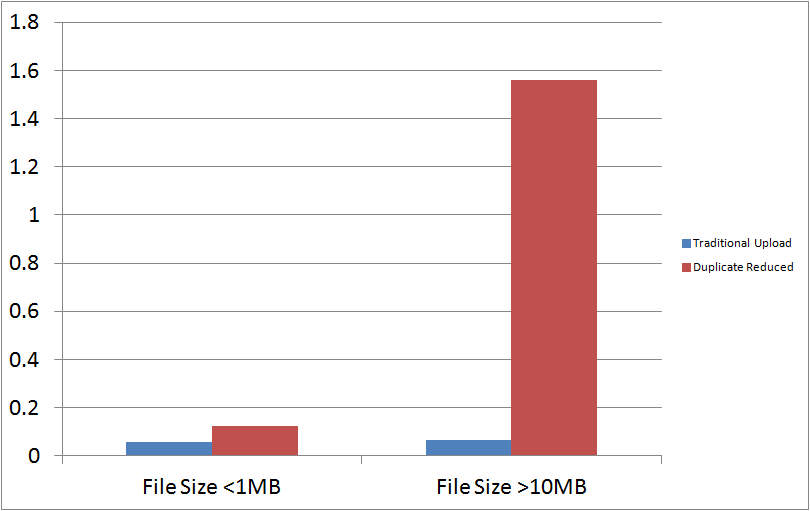 1.8
1.6
1.4
1.2
1
0.8
0.6
0.4
0.2
0
File Size <1MB
File Size >10MB
Traditional Upload
Duplicate Reduced